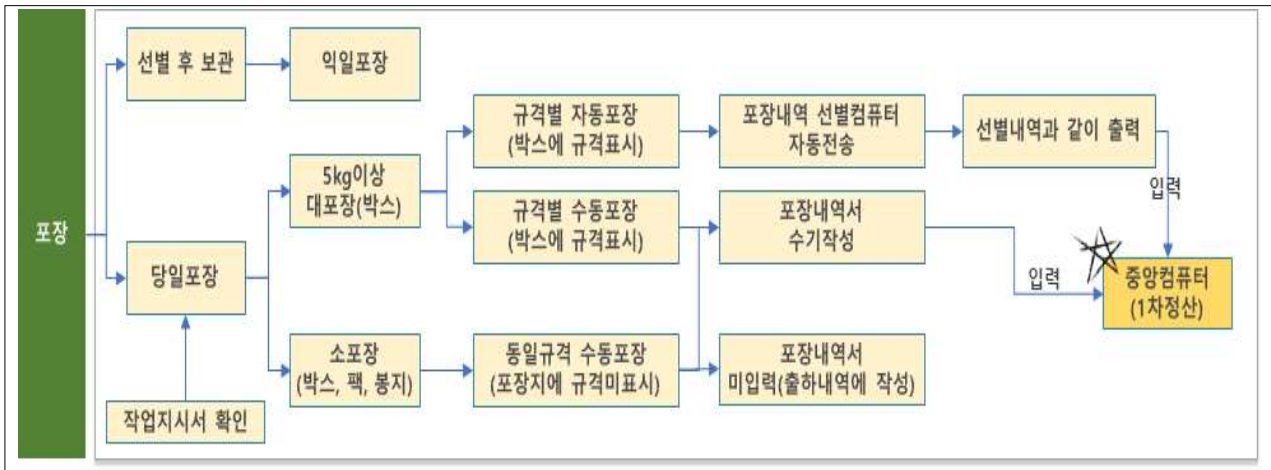 포장
선별 후 보관
익일포장
당일포장
작업지시서 확인
5kg이상
대포장(박스)
소포장
(박스, 팩, 봉지)
규격별 자동포장
(박스에 규격표시)
규격별 수동포장
(박스에 규격표시)
동일규격 수동포장
(포장지에 규격미표시)
포장내역 선별컴퓨터
자동전송
포장내역서
수기작성
포장내역서
미입력(출하내역에 작성)
선별내역과 같이 출력
입력
입력
중앙컴퓨터
(1차정산)